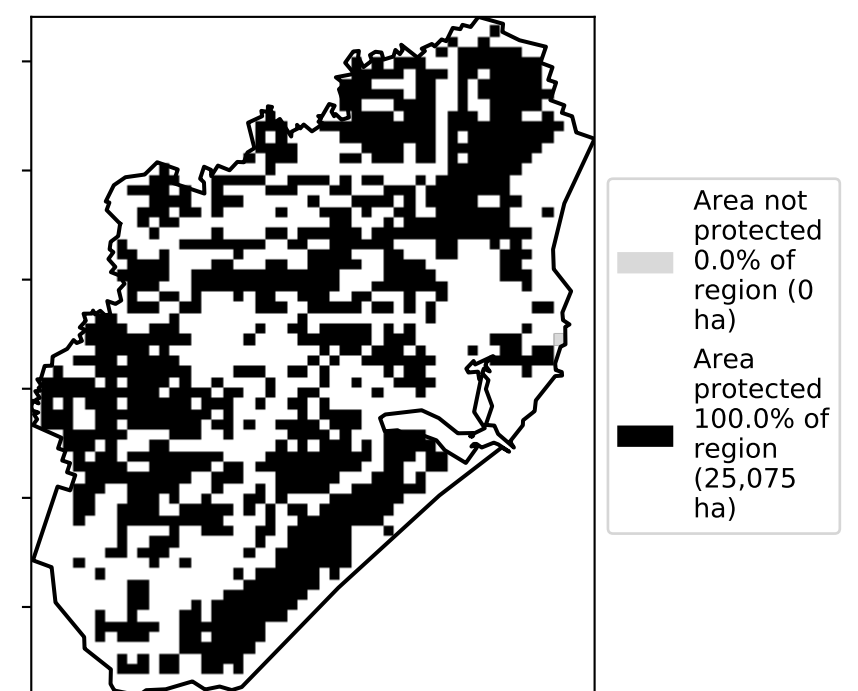 Area not
protected
0.0% of
region (0
ha)
Area
protected
100.0% of
region
(25,075
ha)